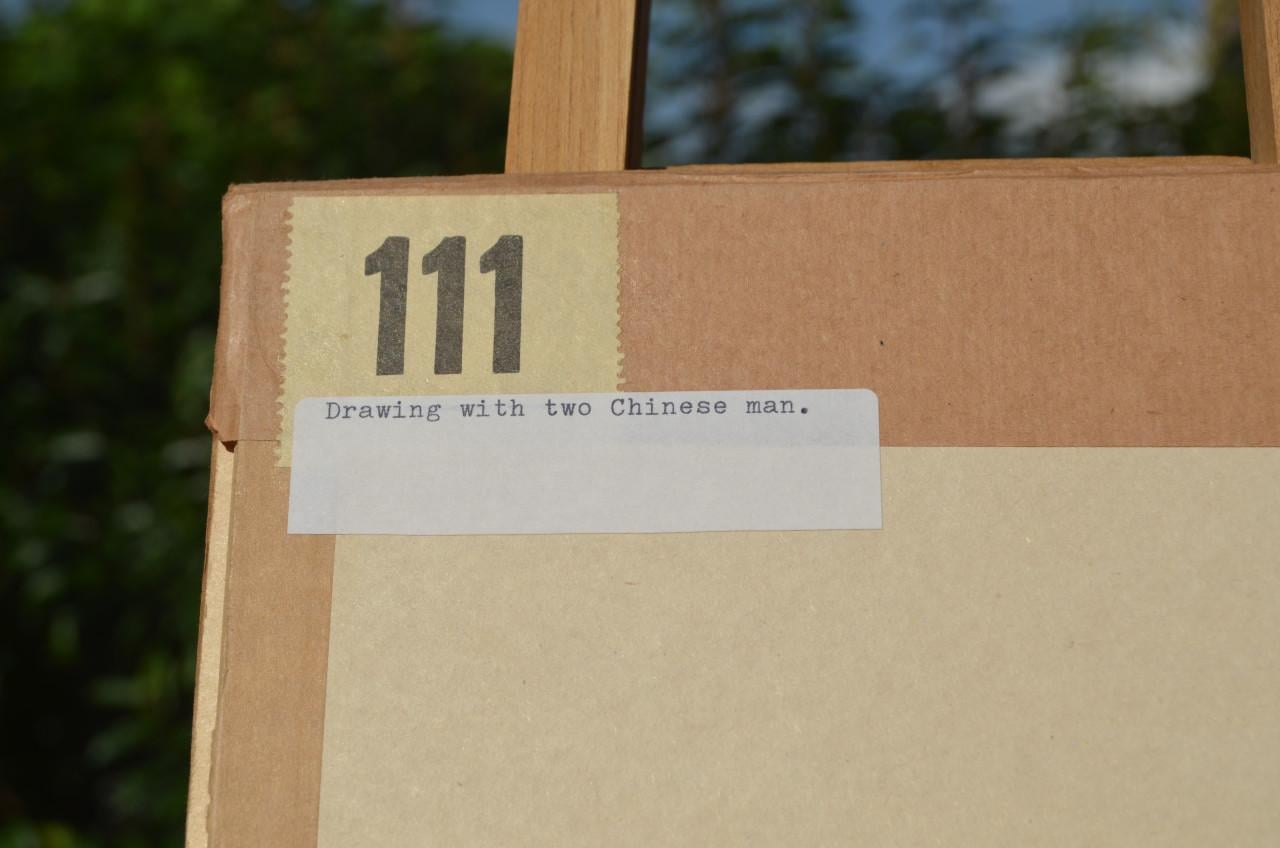 111
Drawing with two Chinese man.